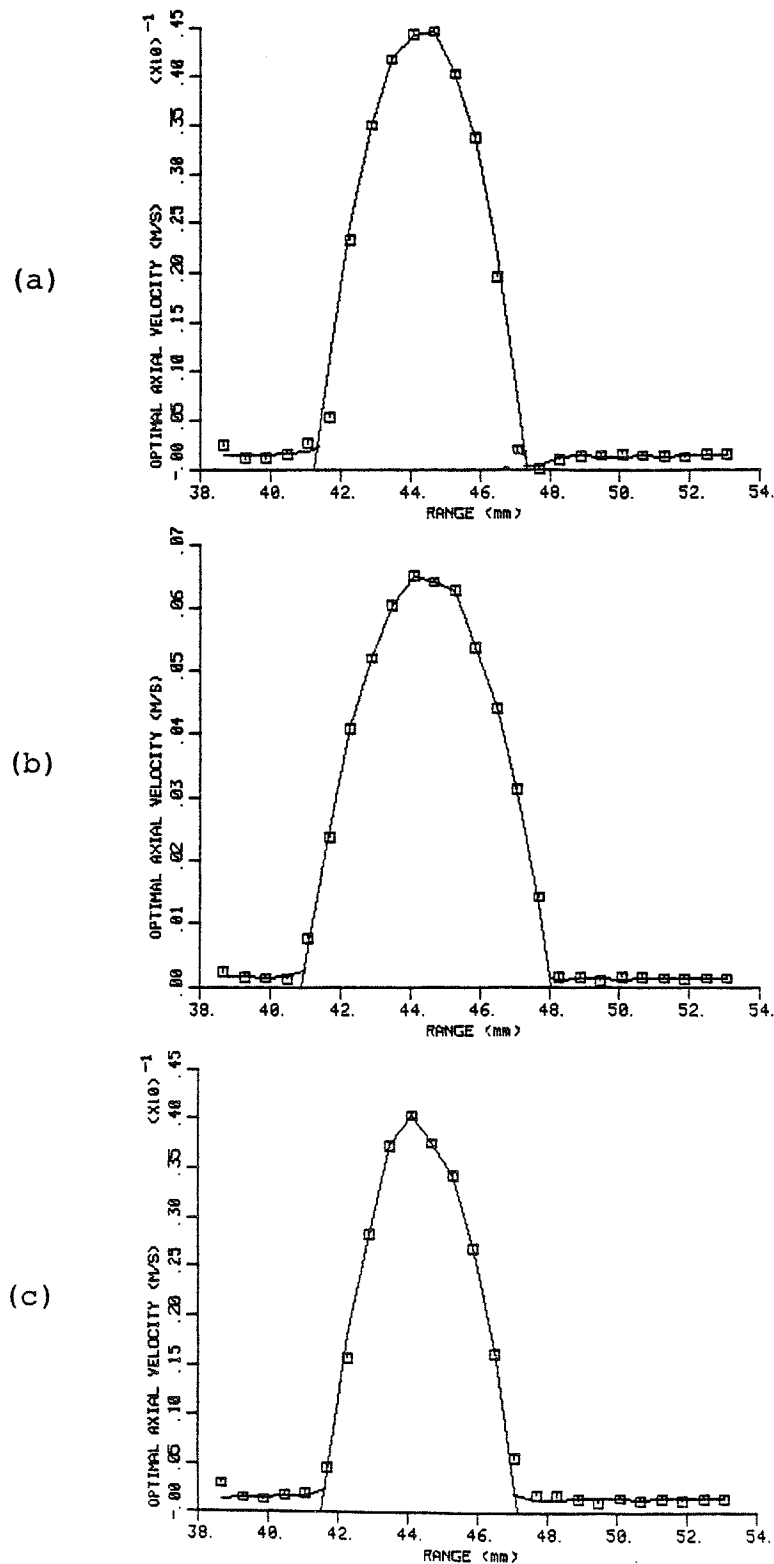 (a)
OPTIMAL AXIAL VELOCITY (M/S) (X10)⁻¹
-.00 .05 .10 .15 .20 .25 .30 .35 .40 .45
38. 40. 42. 44. 46. 48. 50. 52. 54.
RANGE (mm)
(b)
OPTIMAL AXIAL VELOCITY (M/S)
.00 .01 .02 .03 .04 .05 .06 .07
38. 40. 42. 44. 46. 48. 50. 52. 54.
RANGE (mm)
(c)
OPTIMAL AXIAL VELOCITY (M/S) (X10)⁻¹
-.00 .05 .10 .15 .20 .25 .30 .35 .40 .45
38. 40. 42. 44. 46. 48. 50. 52. 54.
RANGE (mm)